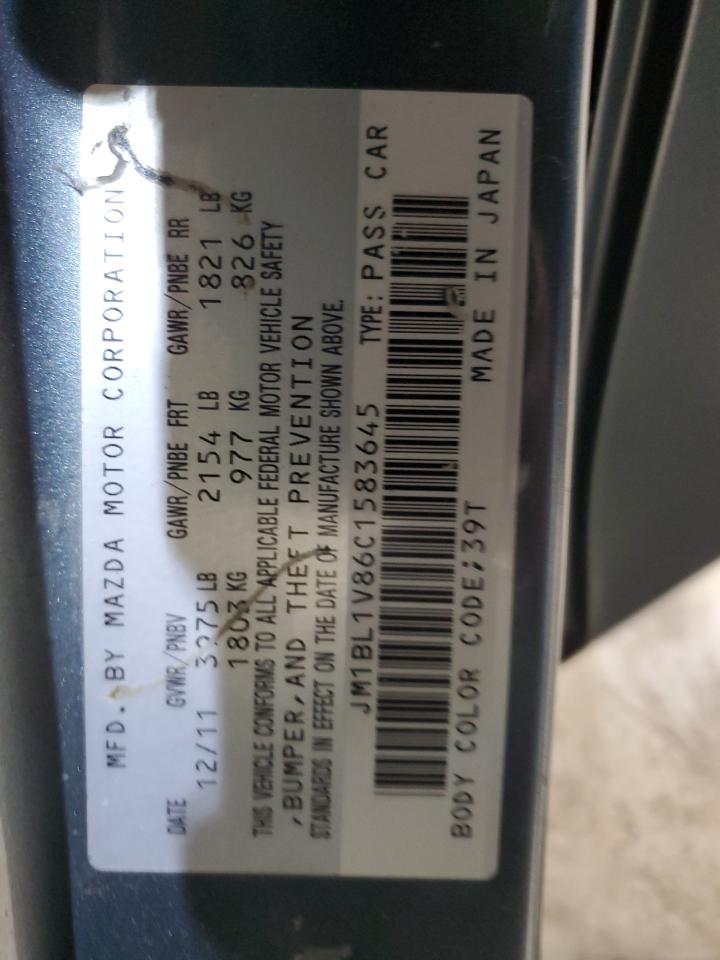 MFD. BY MAZDA MOTOR CORPORATION
DATE GVWR/PNBV GAWR/PNBE FRT GAWR/PNBE RR
12/11 3975 LB 2154 LB 1821 LB
1803 KG 977 KG 826 KG
THIS VEHICLE CONFORMS TO ALL APPLICABLE FEDERAL MOTOR VEHICLE SAFETY
,BUMPER,AND THEFT PREVENTION
STANDARDS IN EFFECT ON THE DATE OF MANUFACTURE SHOWN ABOVE.
JM1BL1V86C1583645 TYPE: PASS CAR
BODY COLOR CODE:39T MADE IN JAPAN